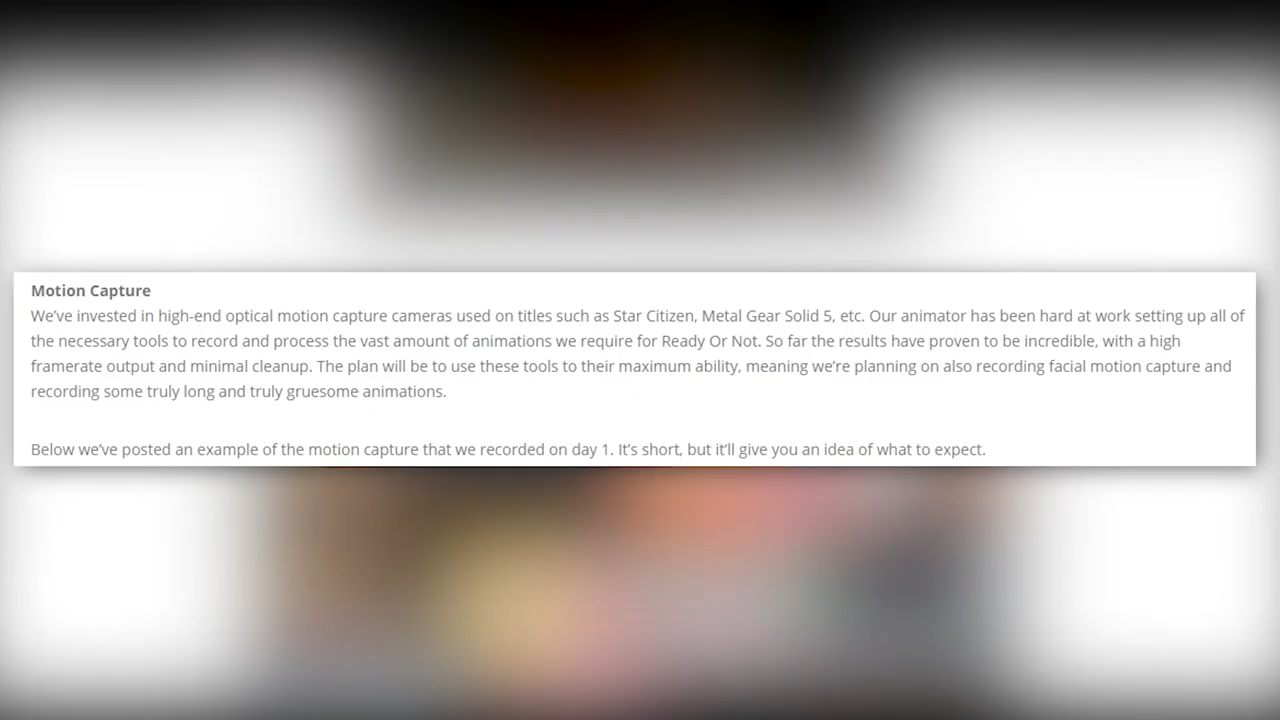 Motion Capture
We’ve invested in high-end optical motion capture cameras used on titles such as Star Citizen, Metal Gear Solid 5, etc. Our animator has been hard at work setting up all of
the necessary tools to record and process the vast amount of animations we require for Ready Or Not. So far the results have proven to be incredible, with a high
framerate output and minimal cleanup. The plan will be to use these tools to their maximum ability, meaning we’re planning on also recording facial motion capture and
recording some truly long and truly gruesome animations.
Below we’ve posted an example of the motion capture that we recorded on day 1. It’s short, but it’ll give you an idea of what to expect.